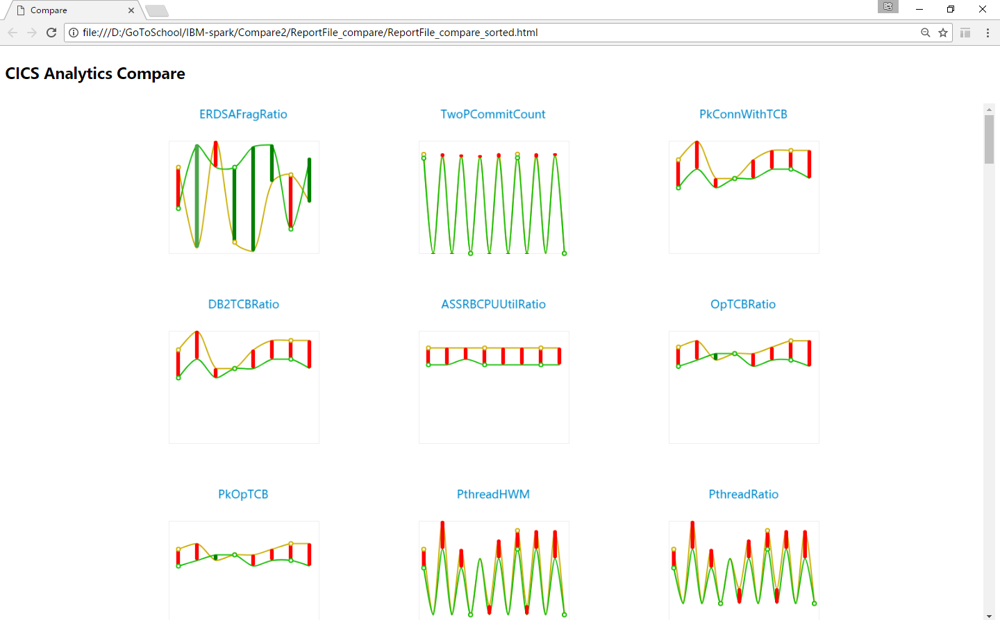 Compare
file:///D:/GoToSchool/IBM-spark/Compare2/ReportFile_compare/ReportFile_compare_sorted.html
CICS Analytics Compare
ERDSAFragRatio
TwoPCommitCount
PkConnWithTCB
DB2TCBRatio
ASSRBCPUUtilRatio
OpTCBRatio
PkOpTCB
PthreadHWM
PthreadRatio